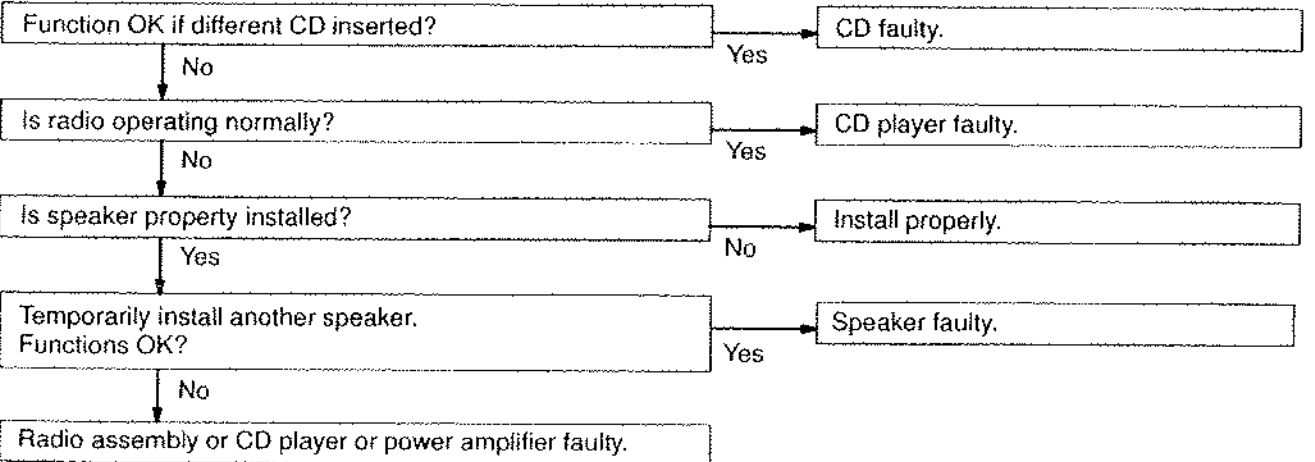 Function OK if different CD inserted?
Yes
CD faulty.
No
Is radio operating normally?
Yes
CD player faulty.
No
Is speaker property installed?
No
Install properly.
Yes
Temporarily install another speaker.
Functions OK?
Yes
Speaker faulty.
No
Radio assembly or CD player or power amplifier faulty.